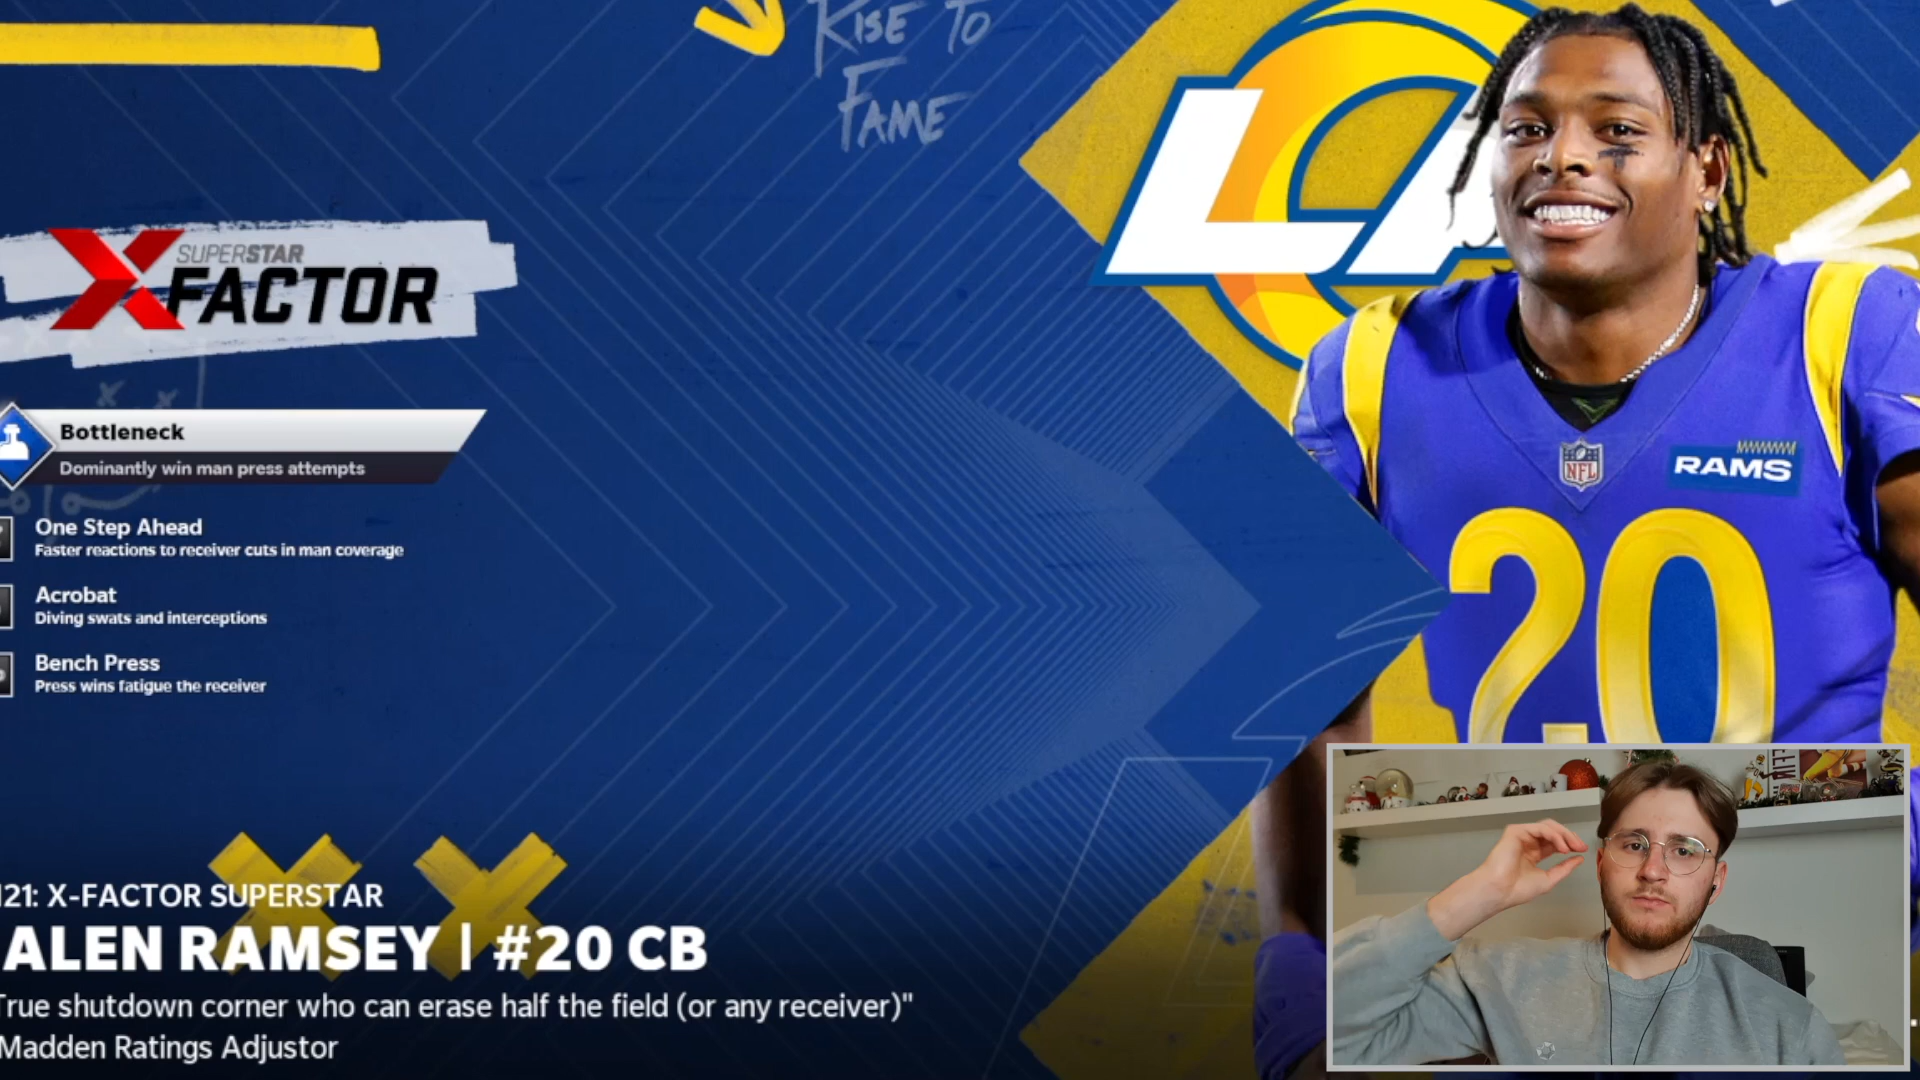 RISE TO
FAME
LA
SUPERSTAR
X FACTOR
Bottleneck
Dominantly win man press attempts
One Step Ahead
Faster reactions to receiver cuts in man coverage
Acrobat
Diving swats and interceptions
Bench Press
Press wins fatigue the receiver
NFL
RAMS
20
121: X-FACTOR SUPERSTAR
ALEN RAMSEY | #20 CB
True shutdown corner who can erase half the field (or any receiver)"
Madden Ratings Adjustor